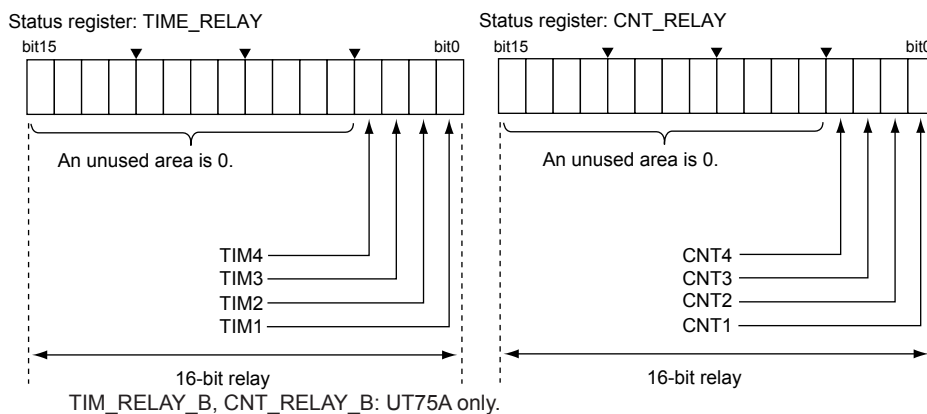 Status register: TIME_RELAY
bit15
bit0
An unused area is 0.
TIM4
TIM3
TIM2
TIM1
16-bit relay
Status register: CNT_RELAY
bit15
bit0
An unused area is 0.
CNT4
CNT3
CNT2
CNT1
16-bit relay
TIM_RELAY_B, CNT_RELAY_B: UT75A only.